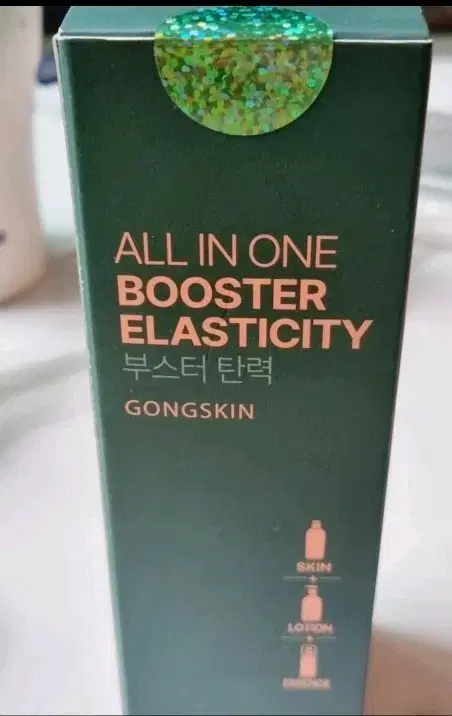 ALL IN ONE
BOOSTER
ELASTICITY
부스터 탄력
GONGSKIN
SKIN
+
LOTION
+